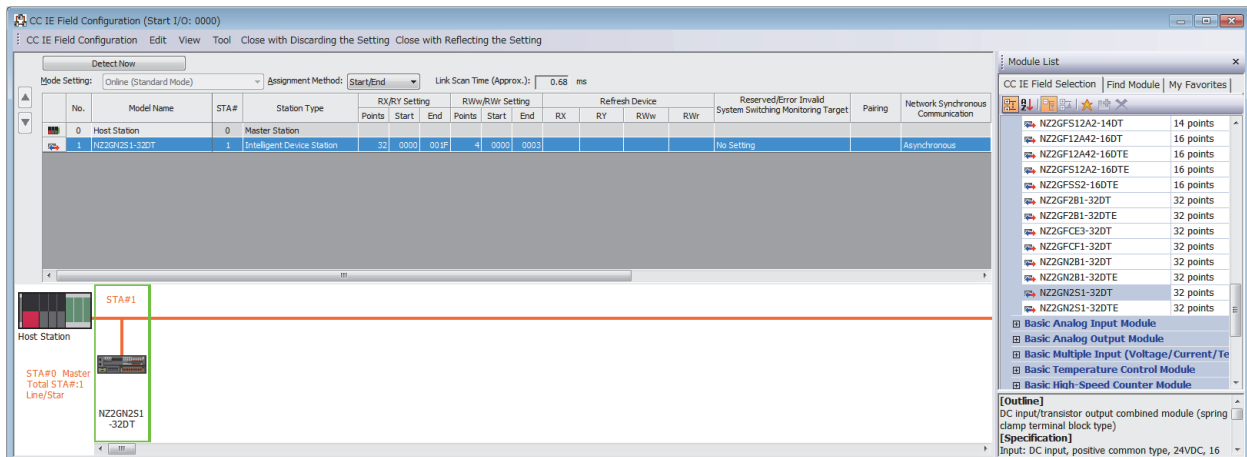 CC IE Field Configuration (Start I/O: 0000)
CC IE Field Configuration Edit View Tool Close with Discarding the Setting Close with Reflecting the Setting
Detect Now
Mode Setting: Online (Standard Mode) Assignment Method: Start/End Link Scan Time (Approx.): 0.68 ms
No. Model Name STA# Station Type RX/RY Setting RWw/RWr Setting Refresh Device Reserved/Error Invalid System Switching Monitoring Target Pairing Network Synchronous Communication
Points Start End Points Start End RX RY RWw RWr
0 Host Station 0 Master Station
1 NZ2GN2S1-32DT 1 Intelligent Device Station 32 0000 001F 4 0000 0003 No Setting Asynchronous
STA#1
Host Station
STA#0 Master
Total STA#:1
Line/Star
NZ2GN2S1
-32DT
Module List
CC IE Field Selection Find Module My Favorites
NZ2GFS12A2-14DT 14 points
NZ2GF12A42-16DT 16 points
NZ2GF12A42-16DTE 16 points
NZ2GFS12A2-16DTE 16 points
NZ2GFSS2-16DTE 16 points
NZ2GF2B1-32DT 32 points
NZ2GF2B1-32DTE 32 points
NZ2GFCE3-32DT 32 points
NZ2GFCF1-32DT 32 points
NZ2GN2B1-32DT 32 points
NZ2GN2B1-32DTE 32 points
NZ2GN2S1-32DT 32 points
NZ2GN2S1-32DTE 32 points
Basic Analog Input Module
Basic Analog Output Module
Basic Multiple Input (Voltage/Current/Te
Basic Temperature Control Module
Basic High-Speed Counter Module
[Outline]
DC input/transistor output combined module (spring
clamp terminal block type)
[Specification]
Input: DC input, positive common type, 24VDC, 16